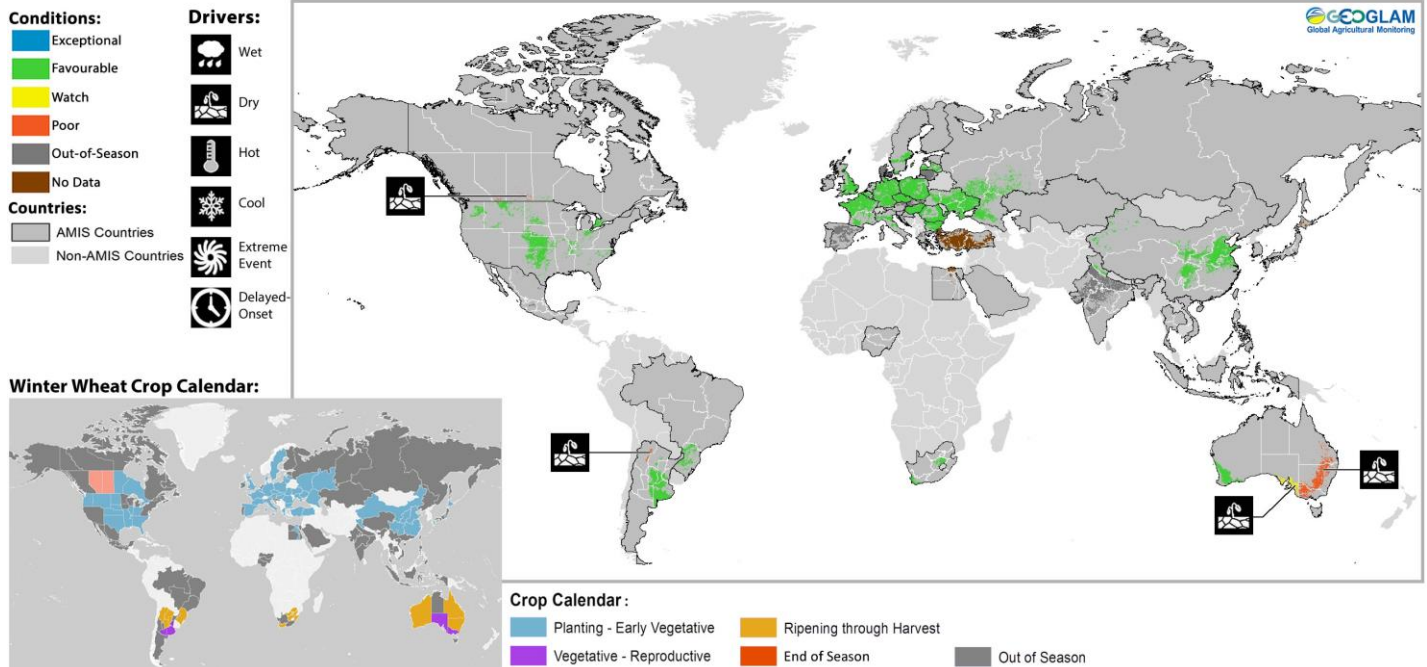 Conditions:
Exceptional
Favourable
Watch
Poor
Out-of-Season
No Data
Countries:
AMIS Countries
Non-AMIS Countries
Drivers:
Wet
Dry
Hot
Cool
Extreme
Event
Delayed-
Onset
GEOGLAM
Global Agricultural Monitoring
Winter Wheat Crop Calendar:
Crop Calendar :
Planting - Early Vegetative
Ripening through Harvest
Vegetative - Reproductive
End of Season
Out of Season